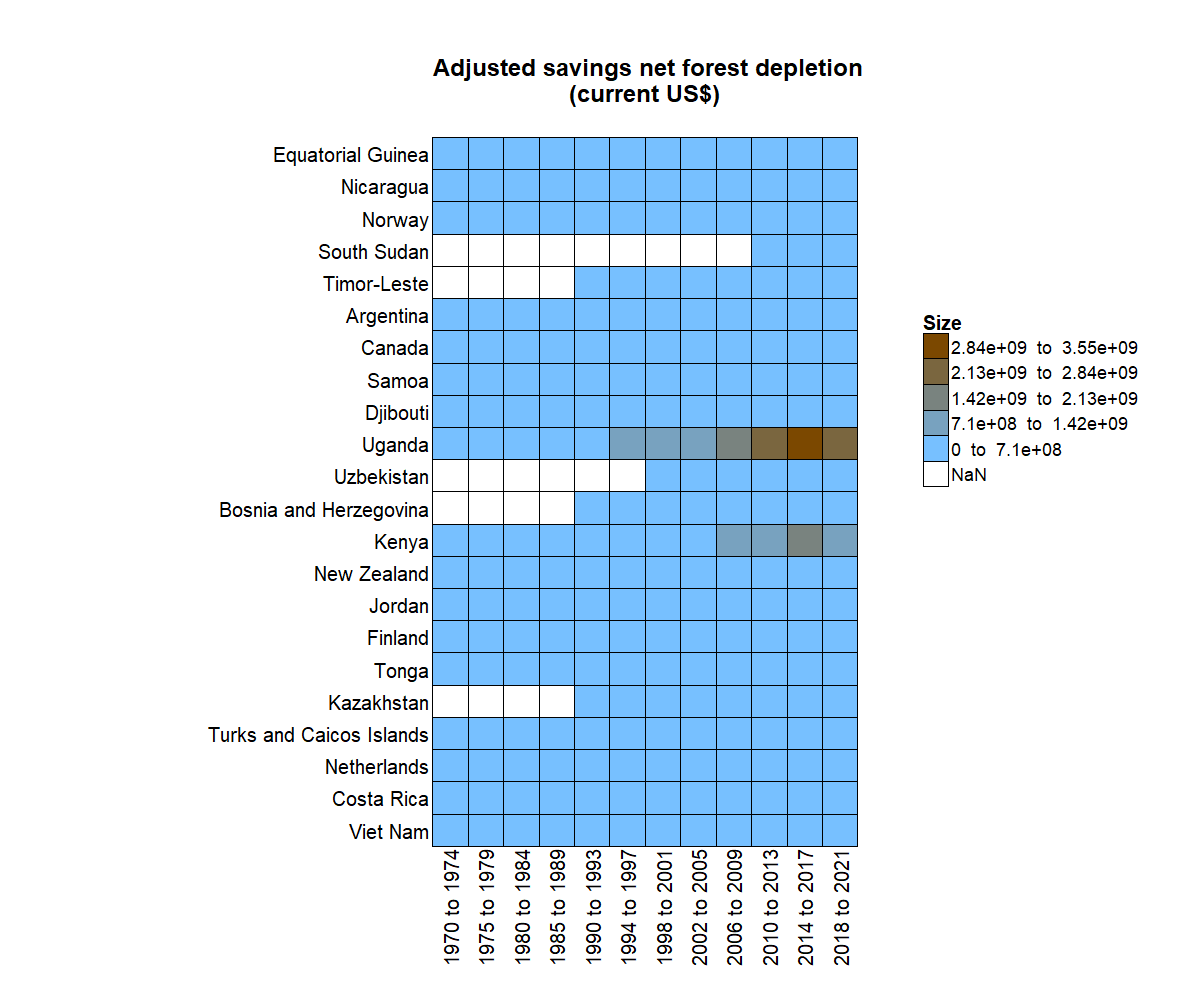 Adjusted savings net forest depletion
(current US$)
Equatorial Guinea
Nicaragua
Norway
South Sudan
Timor-Leste
Argentina
Canada
Samoa
Djibouti
Uganda
Uzbekistan
Bosnia and Herzegovina
Kenya
New Zealand
Jordan
Finland
Tonga
Kazakhstan
Turks and Caicos Islands
Netherlands
Costa Rica
Viet Nam
1970 to 1974
1975 to 1979
1980 to 1984
1985 to 1989
1990 to 1993
1994 to 1997
1998 to 2001
2002 to 2005
2006 to 2009
2010 to 2013
2014 to 2017
2018 to 2021
Size
2.84e+09 to 3.55e+09
2.13e+09 to 2.84e+09
1.42e+09 to 2.13e+09
7.1e+08 to 1.42e+09
0 to 7.1e+08
NaN